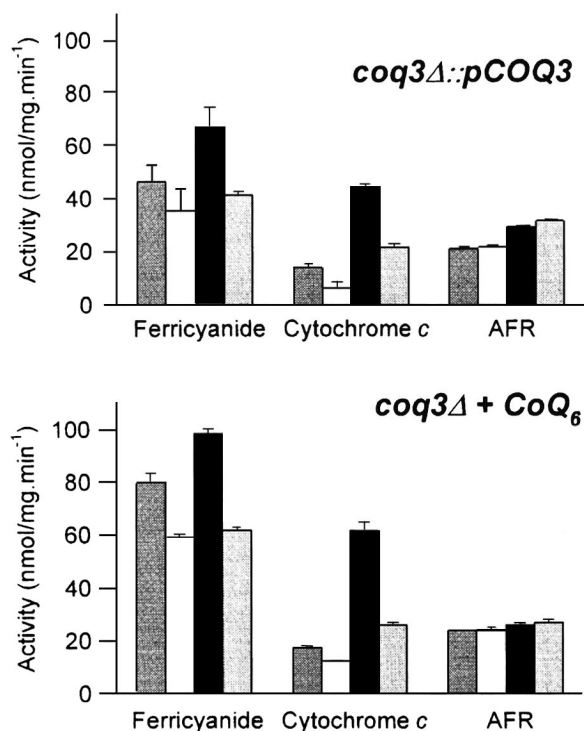 coq3Δ::pCOQ3
Activity (nmol/mg.min⁻¹)
100
80
60
40
20
0
Ferricyanide Cytochrome c AFR
coq3Δ + CoQ₆
Activity (nmol/mg.min⁻¹)
100
80
60
40
20
0
Ferricyanide Cytochrome c AFR